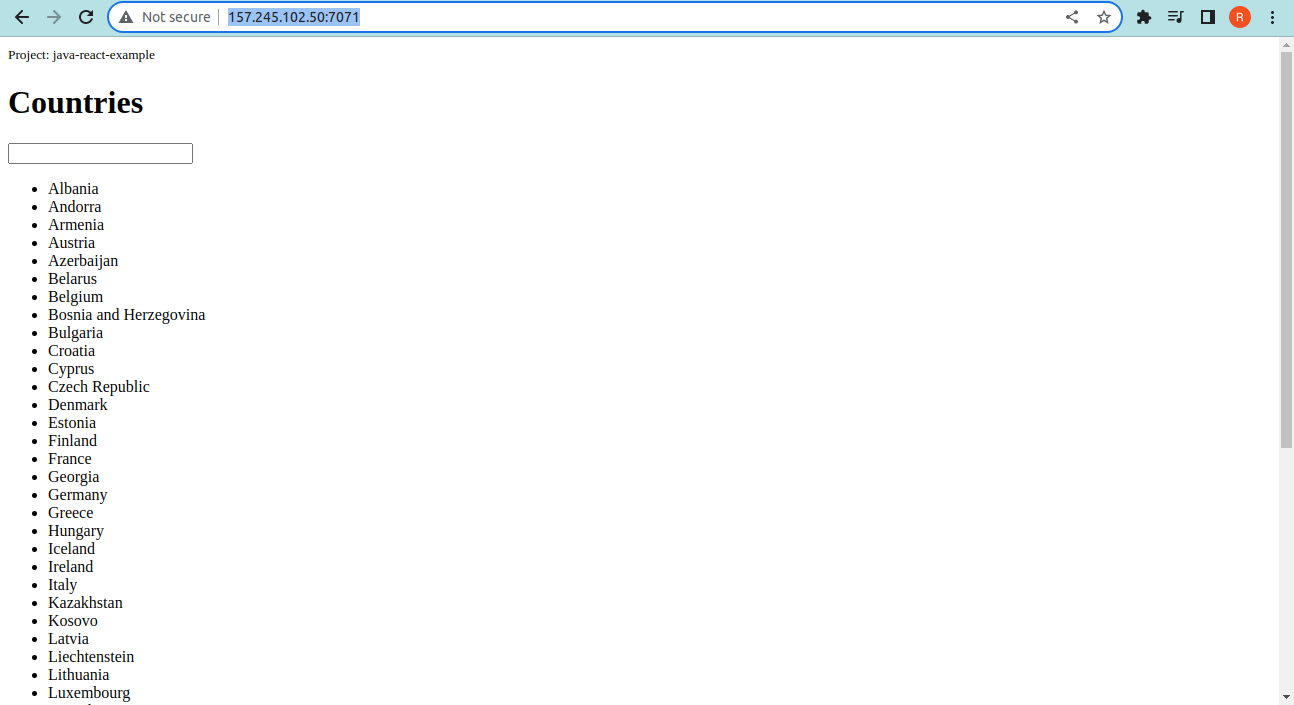 Not secure 157.245.102.50:7071 R
Project: java-react-example
Countries
Albania
Andorra
Armenia
Austria
Azerbaijan
Belarus
Belgium
Bosnia and Herzegovina
Bulgaria
Croatia
Cyprus
Czech Republic
Denmark
Estonia
Finland
France
Georgia
Germany
Greece
Hungary
Iceland
Ireland
Italy
Kazakhstan
Kosovo
Latvia
Liechtenstein
Lithuania
Luxembourg